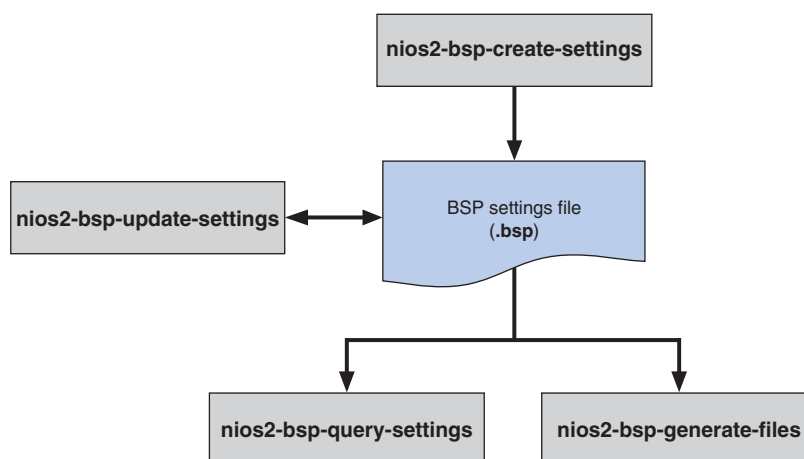 nios2-bsp-create-settings
BSP settings file
(.bsp)
nios2-bsp-update-settings
nios2-bsp-query-settings
nios2-bsp-generate-files